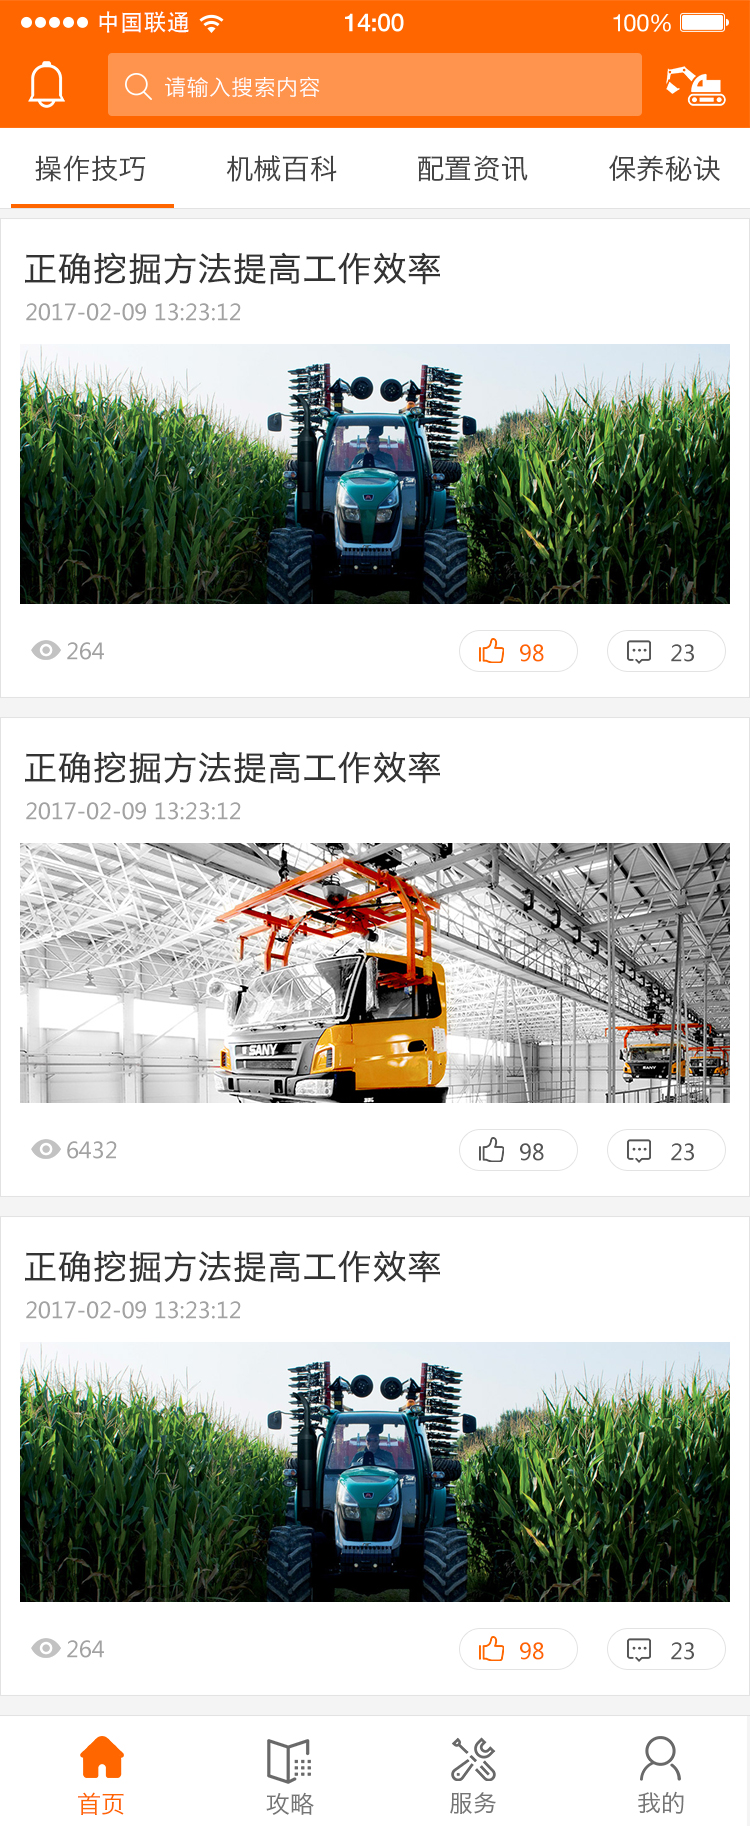 中国联通 14:00 100%
请输入搜索内容
操作技巧 机械百科 配置资讯 保养秘诀
正确挖掘方法提高工作效率
2017-02-09 13:23:12
264 98 23
正确挖掘方法提高工作效率
2017-02-09 13:23:12
SANY
SANY
6432 98 23
正确挖掘方法提高工作效率
2017-02-09 13:23:12
264 98 23
首页 攻略 服务 我的